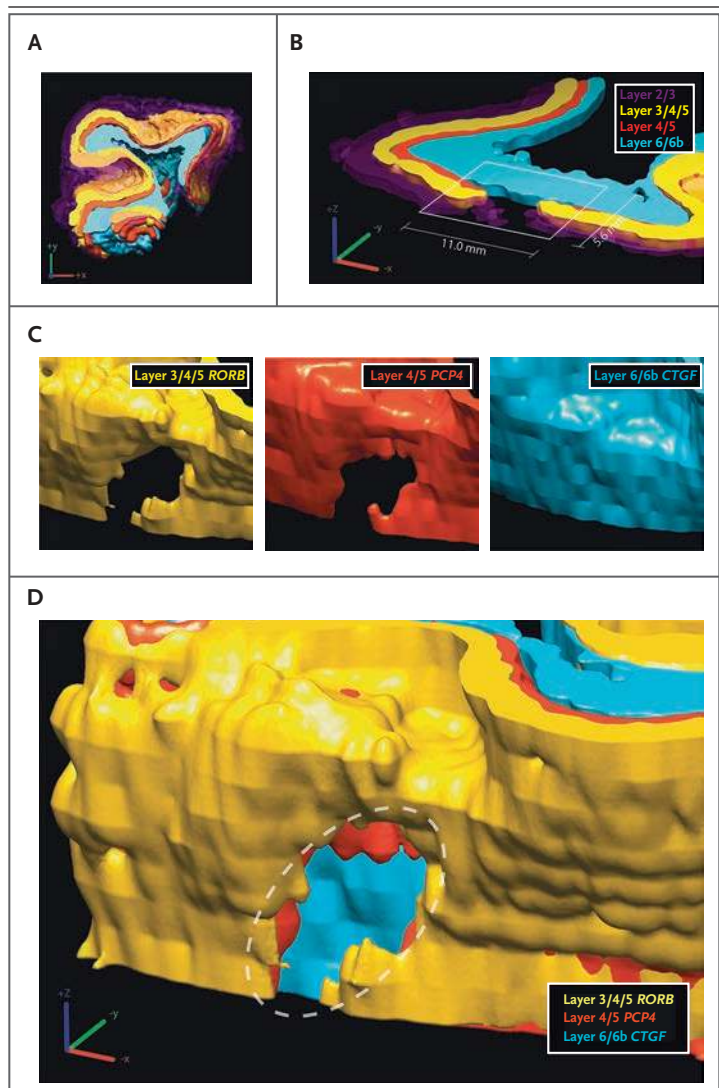 A
+y
+x
B
Layer 2/3
Layer 3/4/5
Layer 4/5
Layer 6/6b
+Z
-y
-x
11.0 mm
5.6 mm
C
Layer 3/4/5 RORB
Layer 4/5 PCP4
Layer 6/6b CTGF
D
+Z
-y
-x
Layer 3/4/5 RORB
Layer 4/5 PCP4
Layer 6/6b CTGF